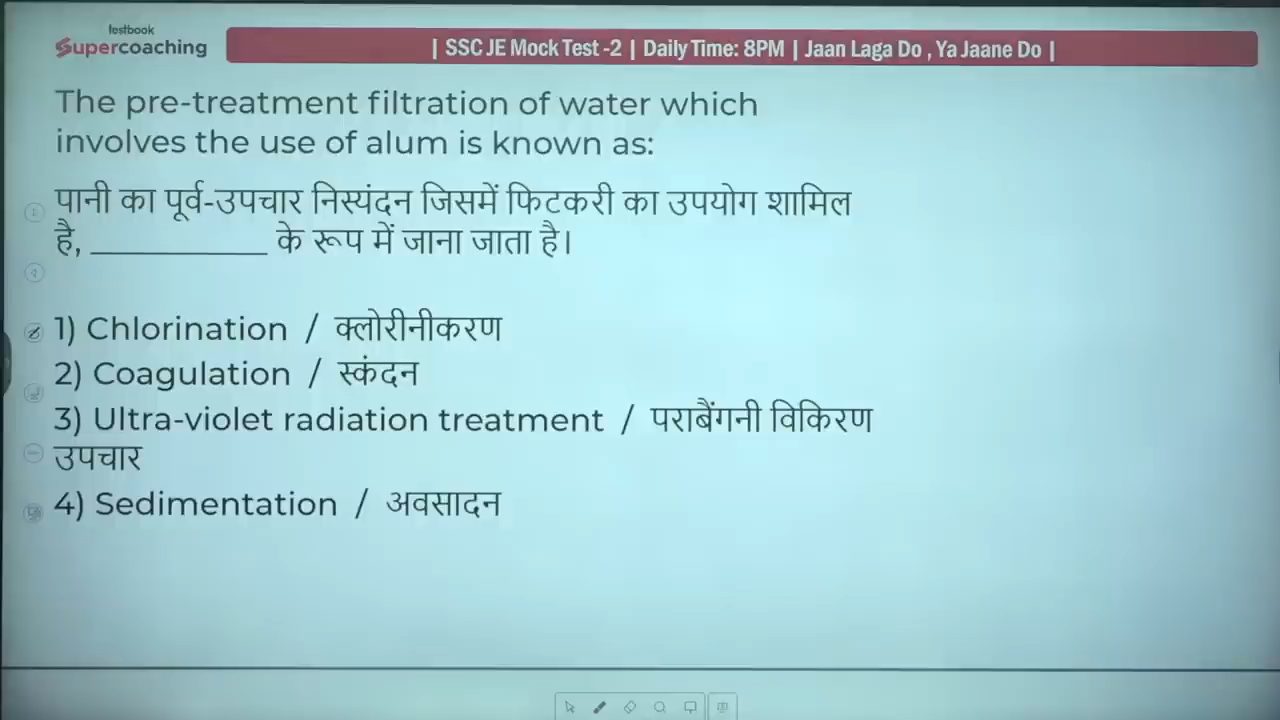 testbook
Supercoaching
| SSC JE Mock Test -2 | Daily Time: 8PM | Jaan Laga Do , Ya Jaane Do |
The pre-treatment filtration of water which
involves the use of alum is known as:
पानी का पूर्व-उपचार निस्यंदन जिसमें फिटकरी का उपयोग शामिल
है, ____________ के रूप में जाना जाता है।
1) Chlorination / क्लोरीनीकरण
2) Coagulation / स्कंदन
3) Ultra-violet radiation treatment / पराबैंगनी विकिरण
उपचार
4) Sedimentation / अवसादन